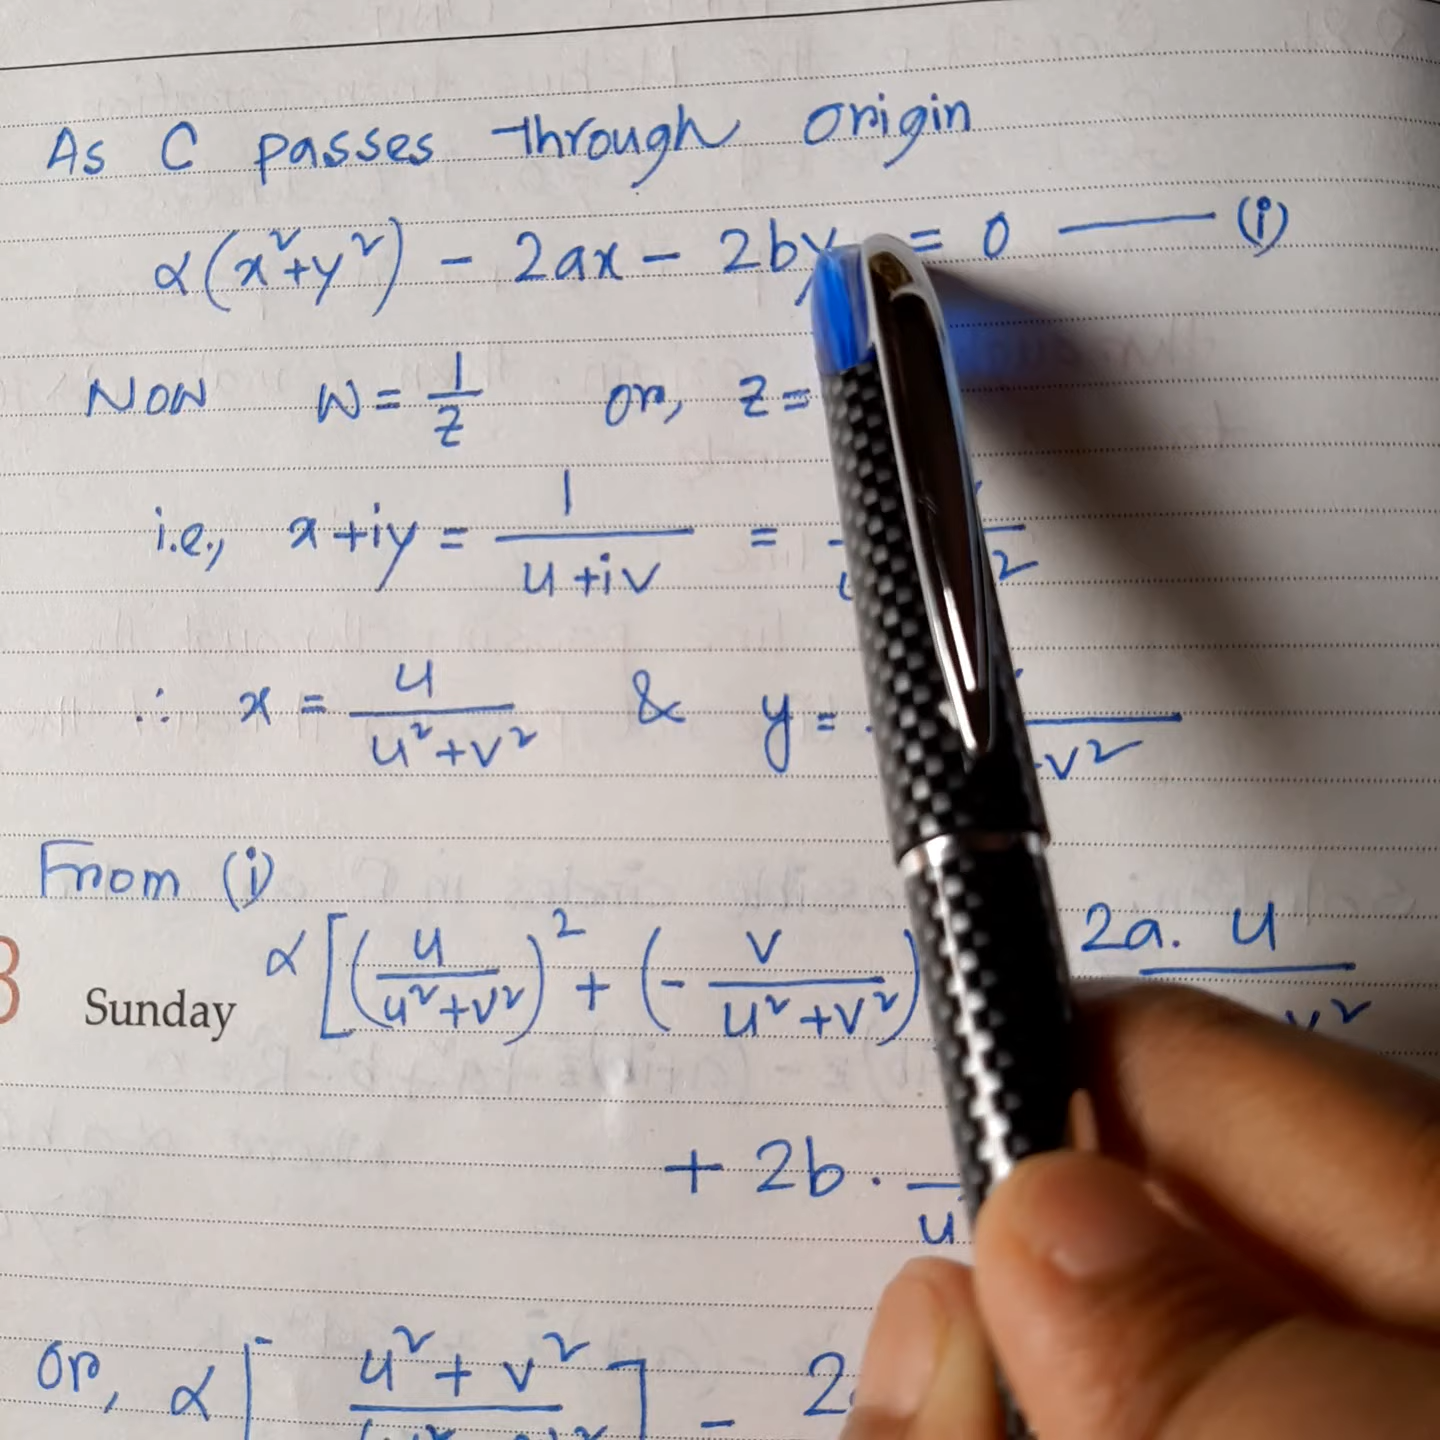 As C passes through origin
α(x²+y²) - 2ax - 2by = 0 —— (i)
Now w = 1/z or, z =
i.e., x+iy = 1/(u+iv) =
∴ x = u/(u²+v²) & y =
From (i)
Sunday α[(u/(u²+v²))² + (- v/(u²+v²)) 2a. u
+ 2b .
or, α[ u²+v² ] - 2